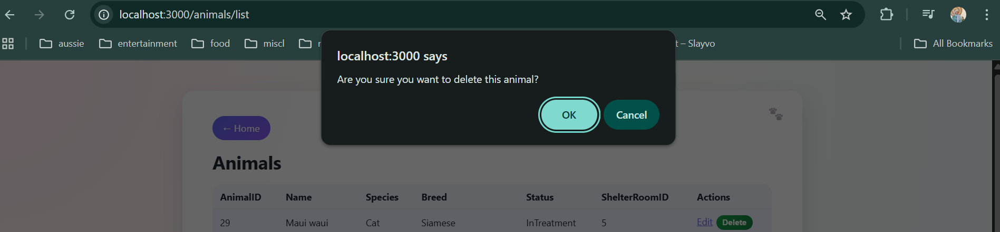 localhost:3000/animals/list
aussie entertainment food miscl t – Slayvo All Bookmarks
localhost:3000 says
Are you sure you want to delete this animal?
OK Cancel
← Home
Animals
AnimalID Name Species Breed Status ShelterRoomID Actions
29 Maui waui Cat Siamese InTreatment 5 Edit Delete